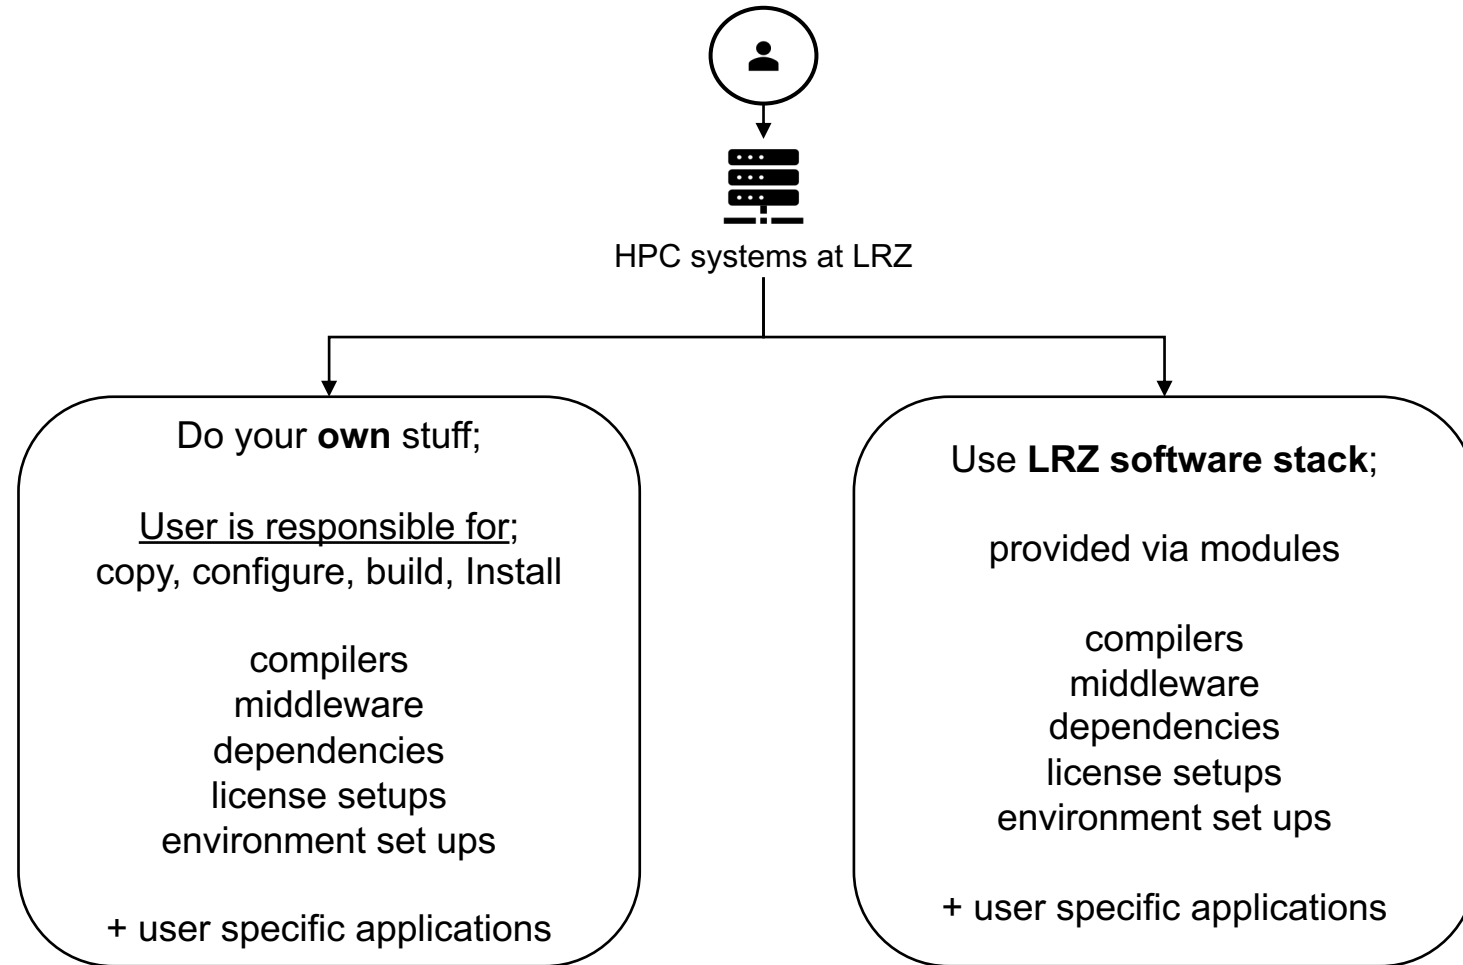 HPC systems at LRZ
Do your own stuff;
User is responsible for;
copy, configure, build, Install
compilers
middleware
dependencies
license setups
environment set ups
+ user specific applications
Use LRZ software stack;
provided via modules
compilers
middleware
dependencies
license setups
environment set ups
+ user specific applications